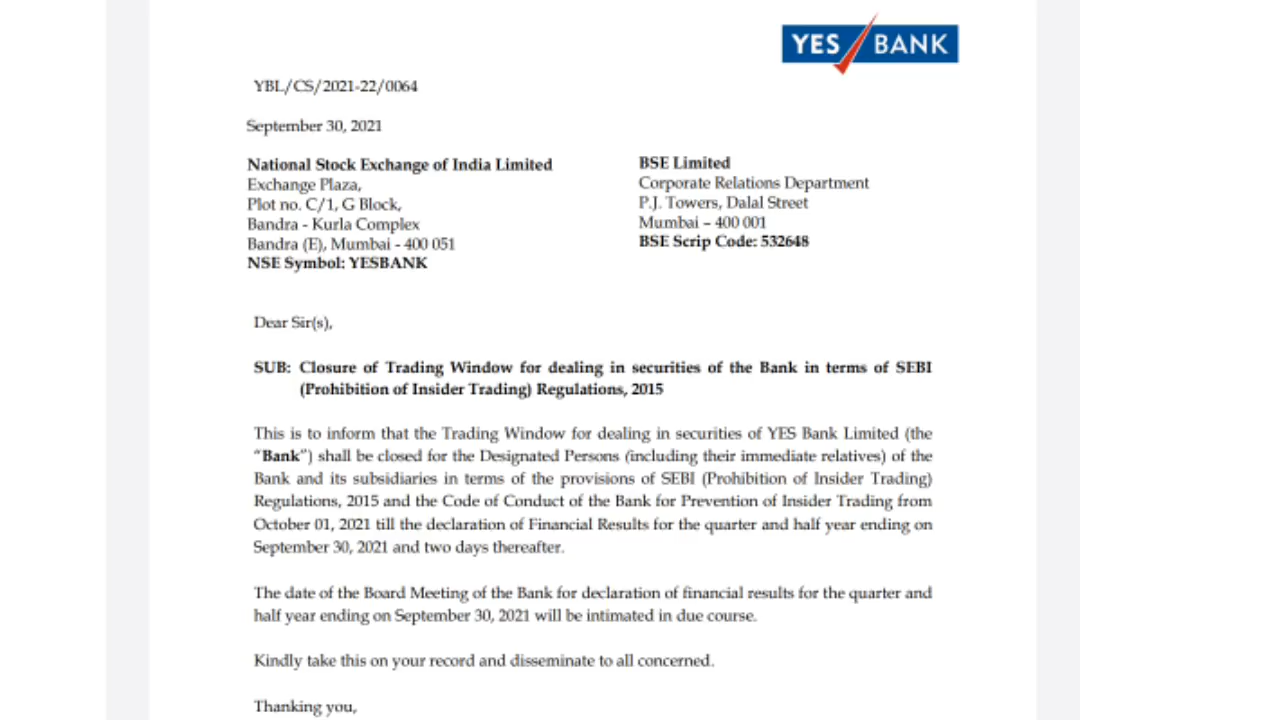 YES BANK
YBL/CS/2021-22/0064
September 30, 2021
National Stock Exchange of India Limited
Exchange Plaza,
Plot no. C/1, G Block,
Bandra - Kurla Complex
Bandra (E), Mumbai - 400 051
NSE Symbol: YESBANK
BSE Limited
Corporate Relations Department
P.J. Towers, Dalal Street
Mumbai – 400 001
BSE Scrip Code: 532648
Dear Sir(s),
SUB: Closure of Trading Window for dealing in securities of the Bank in terms of SEBI
(Prohibition of Insider Trading) Regulations, 2015
This is to inform that the Trading Window for dealing in securities of YES Bank Limited (the
“Bank”) shall be closed for the Designated Persons (including their immediate relatives) of the
Bank and its subsidiaries in terms of the provisions of SEBI (Prohibition of Insider Trading)
Regulations, 2015 and the Code of Conduct of the Bank for Prevention of Insider Trading from
October 01, 2021 till the declaration of Financial Results for the quarter and half year ending on
September 30, 2021 and two days thereafter.
The date of the Board Meeting of the Bank for declaration of financial results for the quarter and
half year ending on September 30, 2021 will be intimated in due course.
Kindly take this on your record and disseminate to all concerned.
Thanking you,